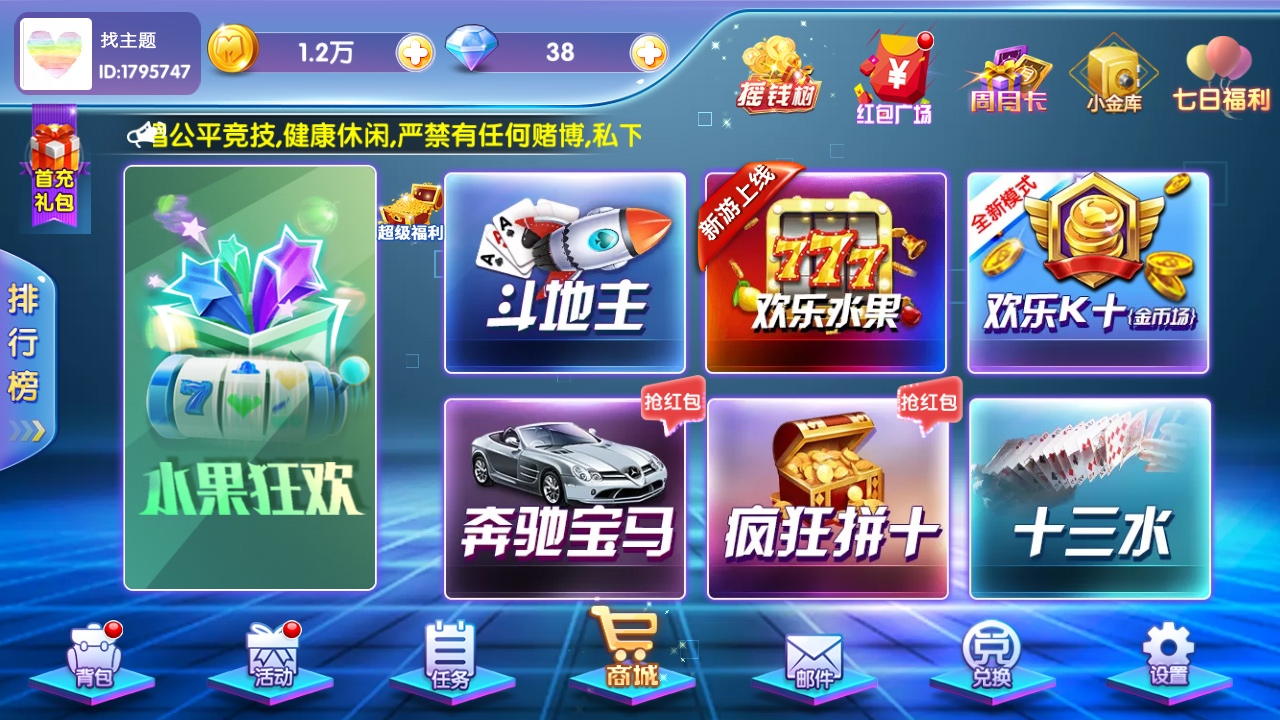 找主题
ID:1795747
1.2万
38
摇钱树
红包广场
周月卡
小金库
七日福利
首充
礼包
公平竞技,健康休闲,严禁有任何赌博,私下
超级福利
排行榜
水果狂欢
7
斗地主
新游上线
777
欢乐水果
全新模式
欢乐K十{金币场}
抢红包
奔驰宝马
抢红包
疯狂拼十
十三水
背包
活动
任务
商城
邮件
兑换
设置